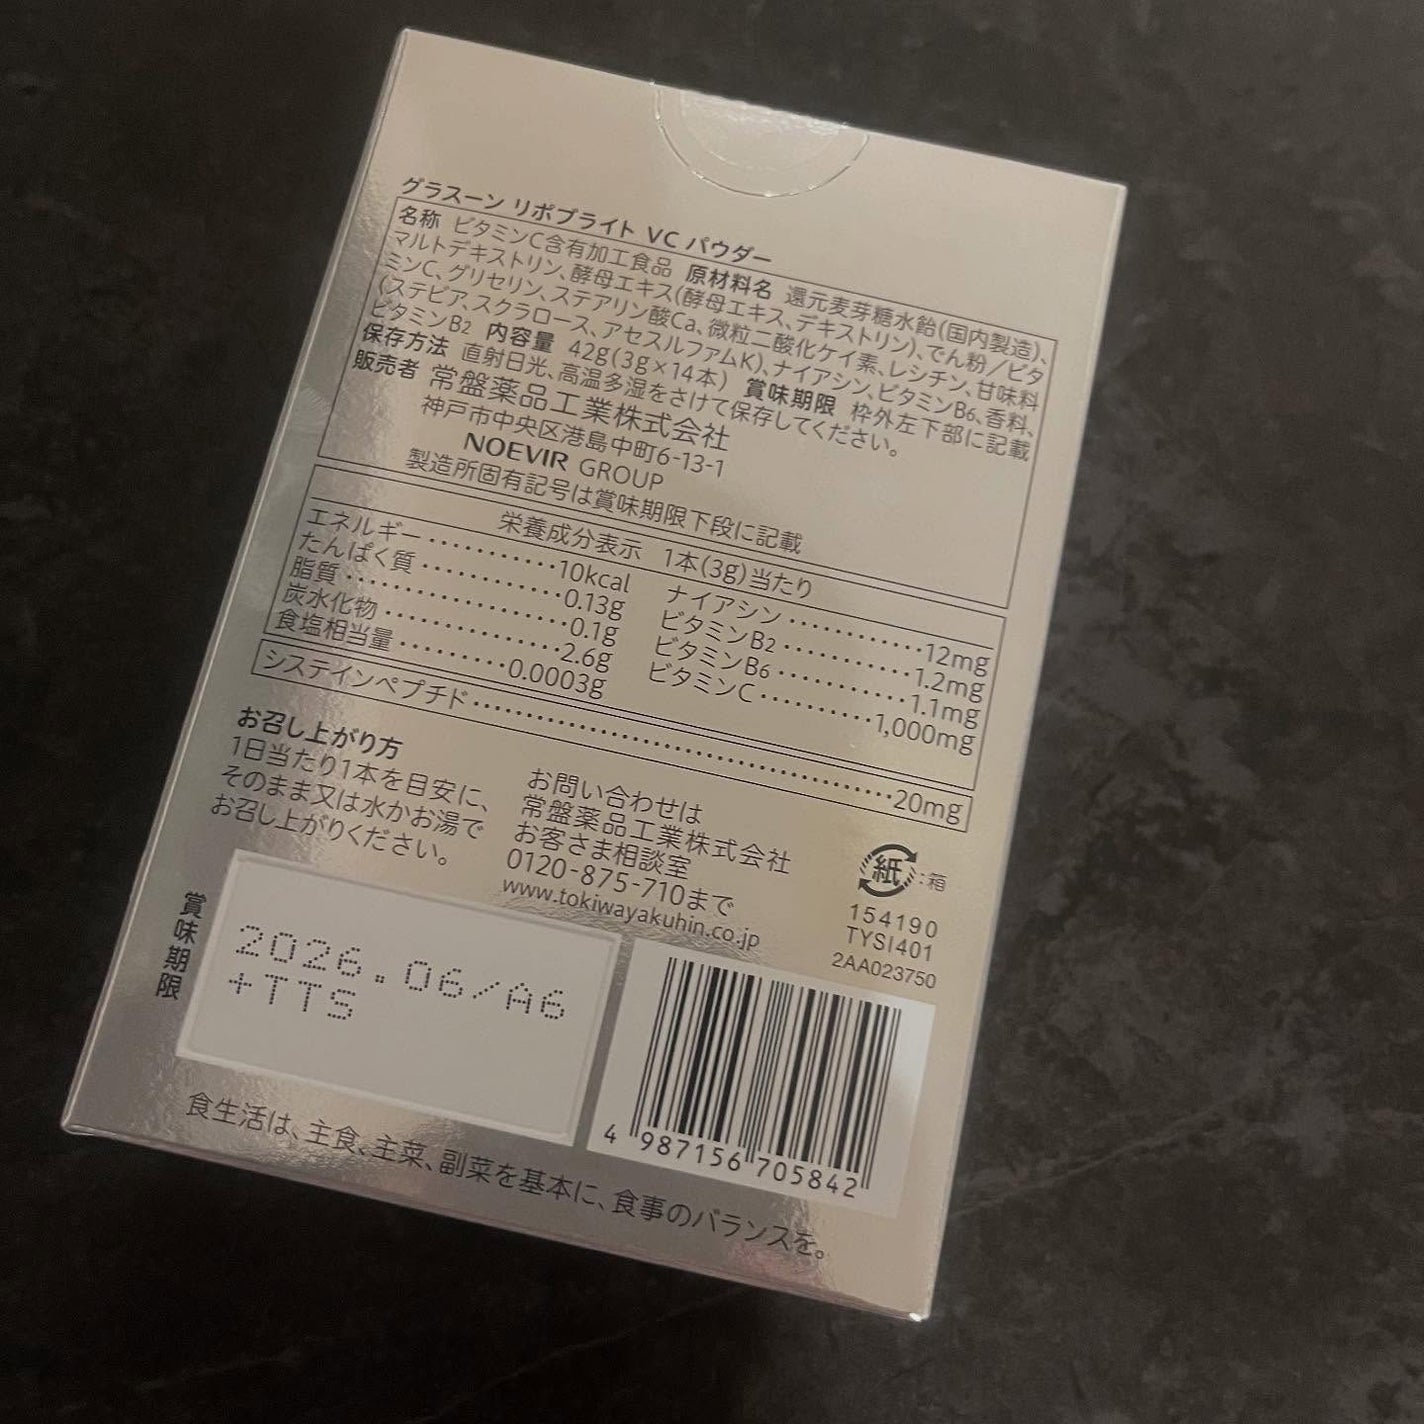 グラスーン リポブライト VC パウダー
名称 ビタミンC含有加工食品 原材料名 還元麦芽糖水飴(国内製造)、
マルトデキストリン、酵母エキス(酵母エキス、デキストリン)、でん粉／ビタ
ミンC、グリセリン、ステアリン酸Ca、微粒二酸化ケイ素、レシチン、甘味料
(ステビア、スクラロース、アセスルファムK)、ナイアシン、ビタミンB6、香料、
ビタミンB2 内容量 42g(3g×14本) 賞味期限 枠外左下部に記載
保存方法 直射日光、高温多湿をさけて保存してください。
販売者 常盤薬品工業株式会社
神戸市中央区港島中町6-13-1
NOEVIR GROUP
製造所固有記号は賞味期限下段に記載
栄養成分表示 1本(3g)当たり
エネルギー…………10kcal
たんぱく質…………0.13g
脂質…………0.1g
炭水化物…………2.6g
食塩相当量…………0.0003g
ナイアシン…………12mg
ビタミンB2…………1.2mg
ビタミンB6…………1.1mg
ビタミンC…………1,000mg
システインペプチド…………20mg
お召し上がり方
1日当たり1本を目安に、
そのまま又は水かお湯で
お召し上がりください。
お問い合わせは
常盤薬品工業株式会社
お客さま相談室
0120-875-710まで
www.tokiwayakuhin.co.jp
紙:箱
154190
TYSI401
2AA023750
賞味期限
2026.06/A6
+TTS
4 987156 705842
食生活は、主食、主菜、副菜を基本に、食事のバランスを。